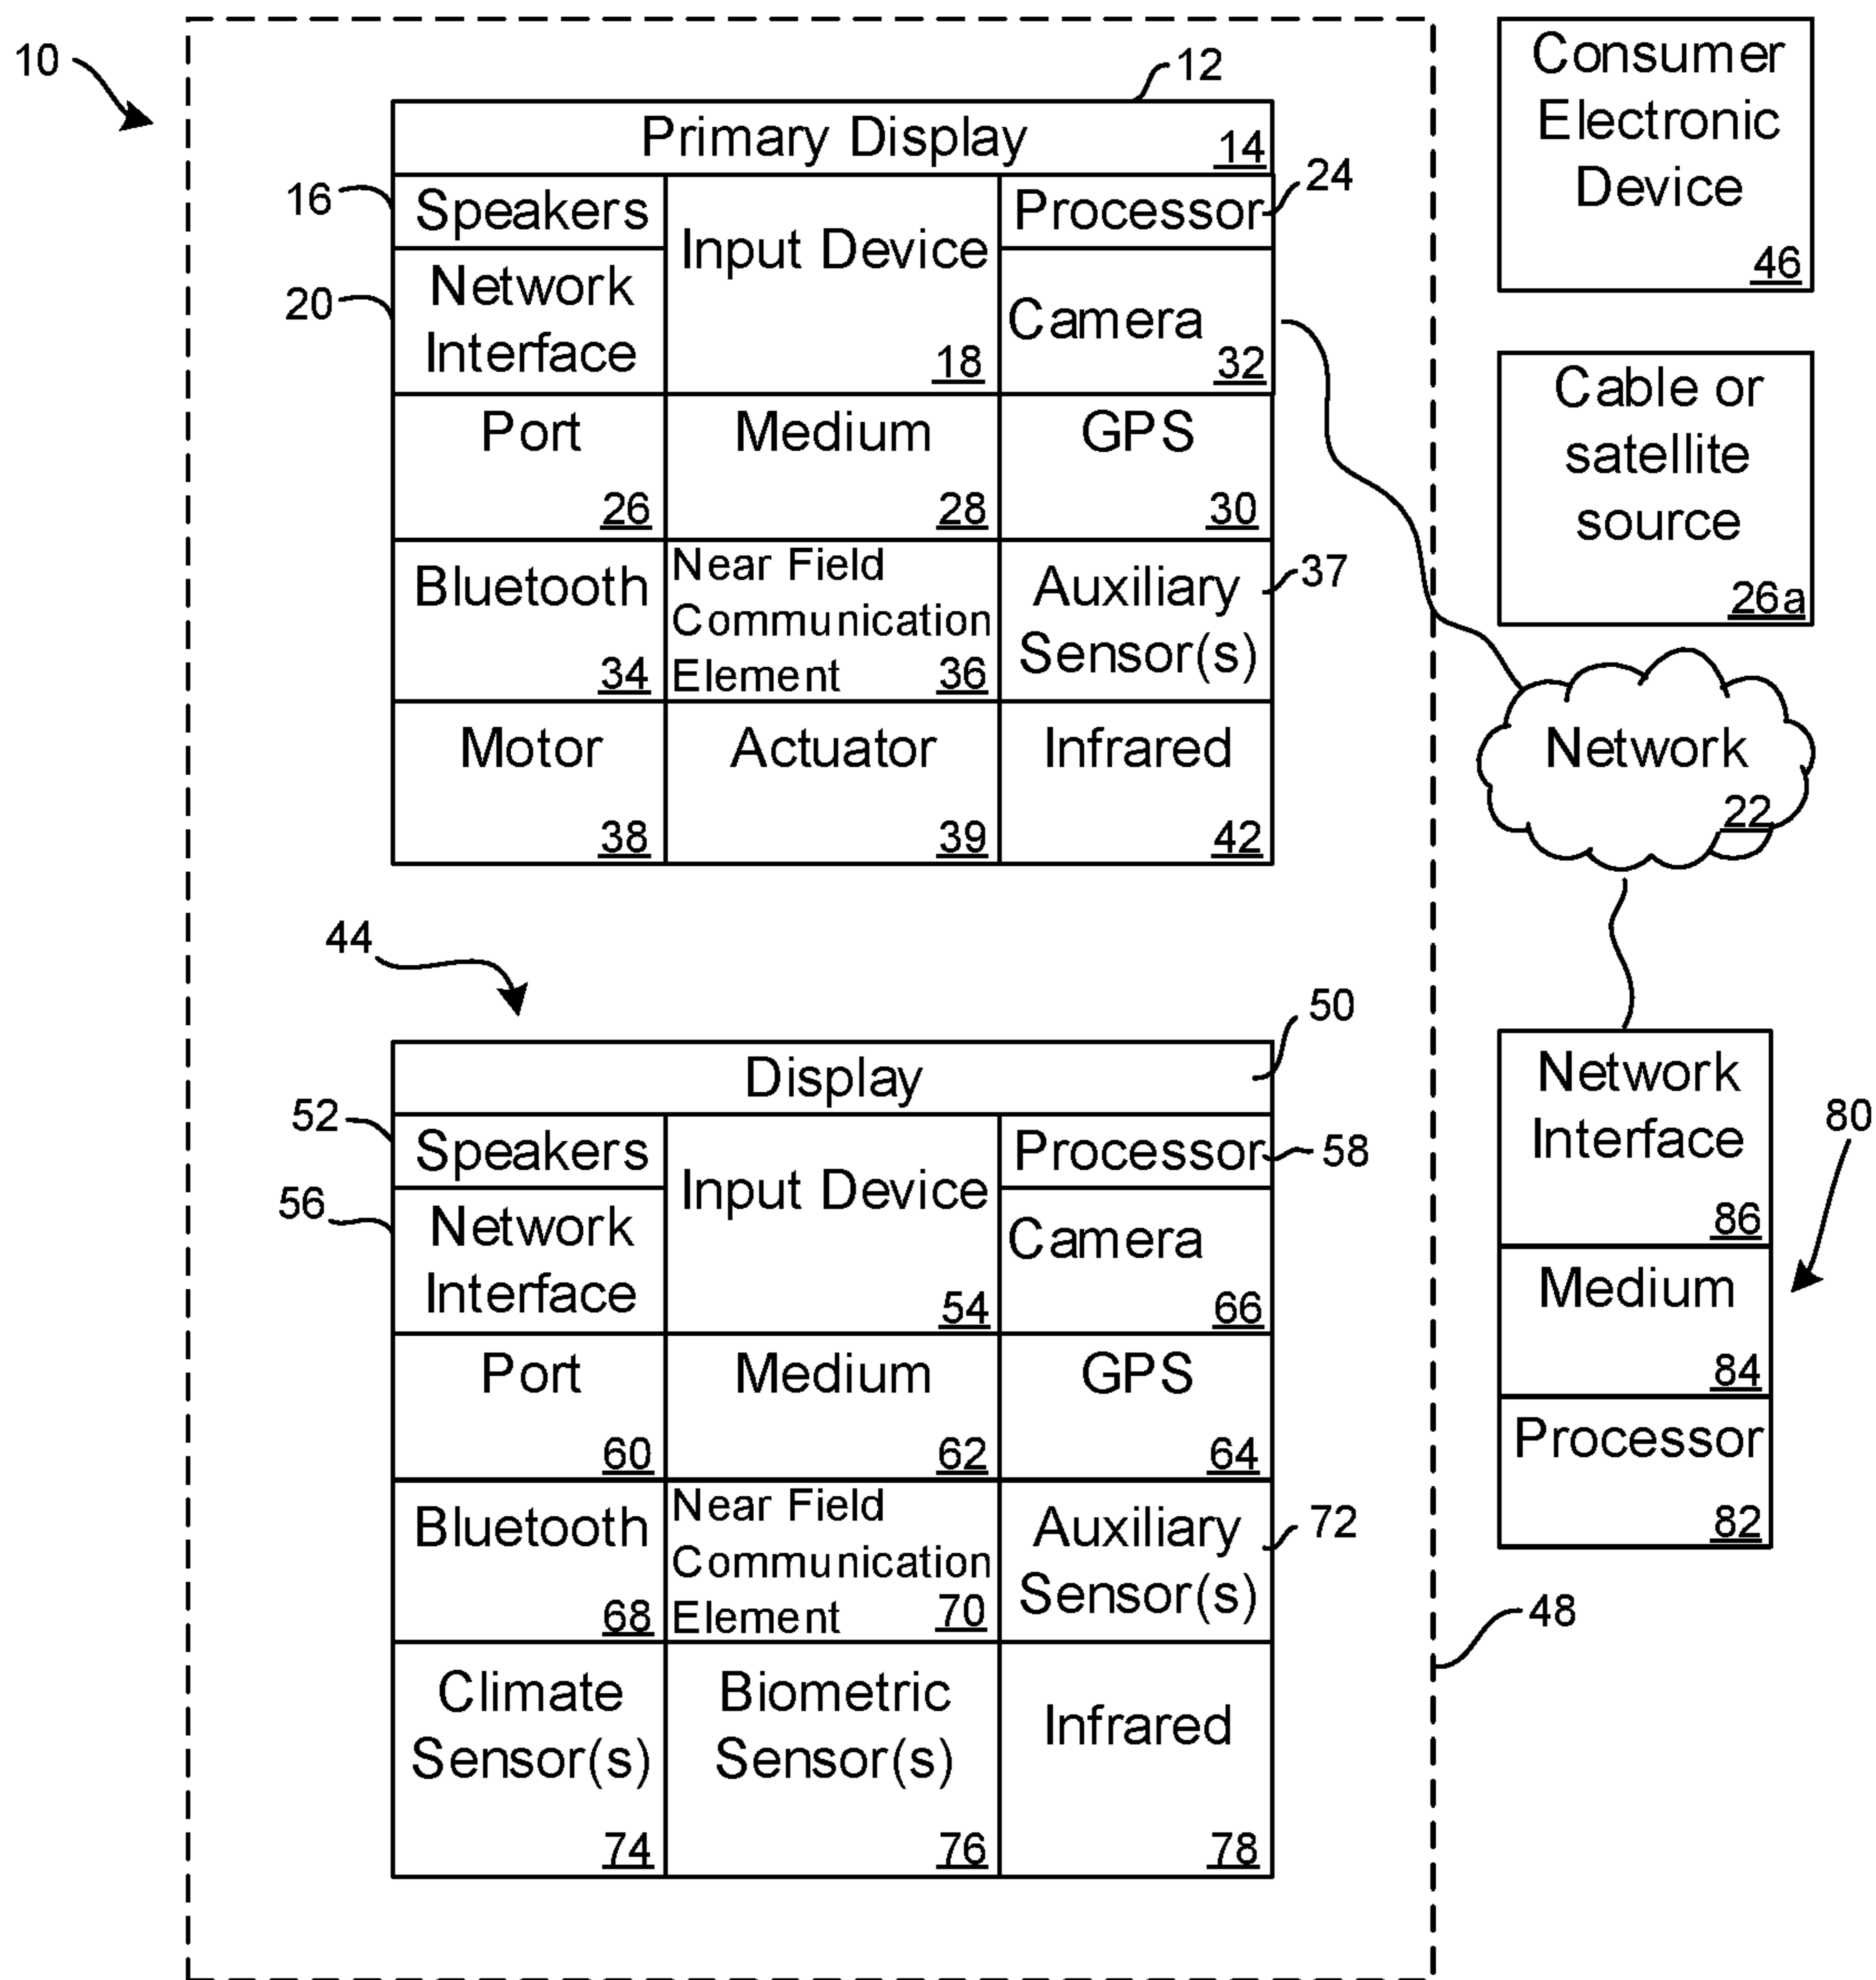 10
12
Primary Display
14
16
Speakers
Input Device
18
Processor
24
20
Network
Interface
Camera
32
Port
26
Medium
28
GPS
30
Bluetooth
34
Near Field
Communication
Element
36
Auxiliary
Sensor(s)
37
Motor
38
Actuator
39
Infrared
42
Consumer
Electronic
Device
46
Cable or
satellite
source
26a
Network
22
44
50
Display
52
Speakers
Input Device
54
Processor
58
56
Network
Interface
Camera
66
Port
60
Medium
62
GPS
64
Bluetooth
68
Near Field
Communication
Element
70
Auxiliary
Sensor(s)
72
Climate
Sensor(s)
74
Biometric
Sensor(s)
76
Infrared
78
Network
Interface
86
80
Medium
84
Processor
82
48